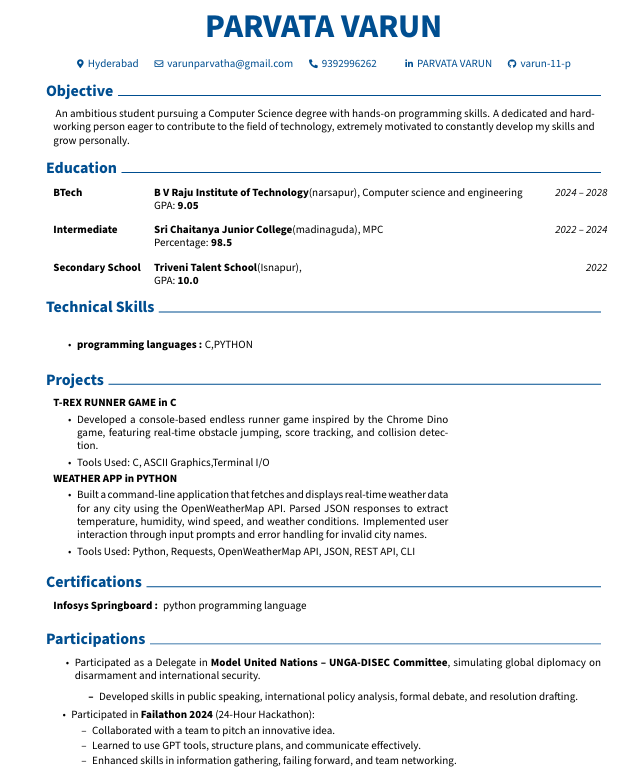 PARVATA VARUN
Hyderabad varunparvatha@gmail.com 9392996262 PARVATA VARUN varun-11-p
Objective
An ambitious student pursuing a Computer Science degree with hands-on programming skills. A dedicated and hard-
working person eager to contribute to the field of technology, extremely motivated to constantly develop my skills and
grow personally.
Education
BTech B V Raju Institute of Technology(narsapur), Computer science and engineering 2024 – 2028
GPA: 9.05
Intermediate Sri Chaitanya Junior College(madinaguda), MPC 2022 – 2024
Percentage: 98.5
Secondary School Triveni Talent School(Isnapur), 2022
GPA: 10.0
Technical Skills
• programming languages : C,PYTHON
Projects
T-REX RUNNER GAME in C
• Developed a console-based endless runner game inspired by the Chrome Dino
game, featuring real-time obstacle jumping, score tracking, and collision detec-
tion.
• Tools Used: C, ASCII Graphics,Terminal I/O
WEATHER APP in PYTHON
• Built a command-line application that fetches and displays real-time weather data
for any city using the OpenWeatherMap API. Parsed JSON responses to extract
temperature, humidity, wind speed, and weather conditions. Implemented user
interaction through input prompts and error handling for invalid city names.
• Tools Used: Python, Requests, OpenWeatherMap API, JSON, REST API, CLI
Certifications
Infosys Springboard : python programming language
Participations
• Participated as a Delegate in Model United Nations – UNGA-DISEC Committee, simulating global diplomacy on
disarmament and international security.
– Developed skills in public speaking, international policy analysis, formal debate, and resolution drafting.
• Participated in Failathon 2024 (24-Hour Hackathon):
– Collaborated with a team to pitch an innovative idea.
– Learned to use GPT tools, structure plans, and communicate effectively.
– Enhanced skills in information gathering, failing forward, and team networking.